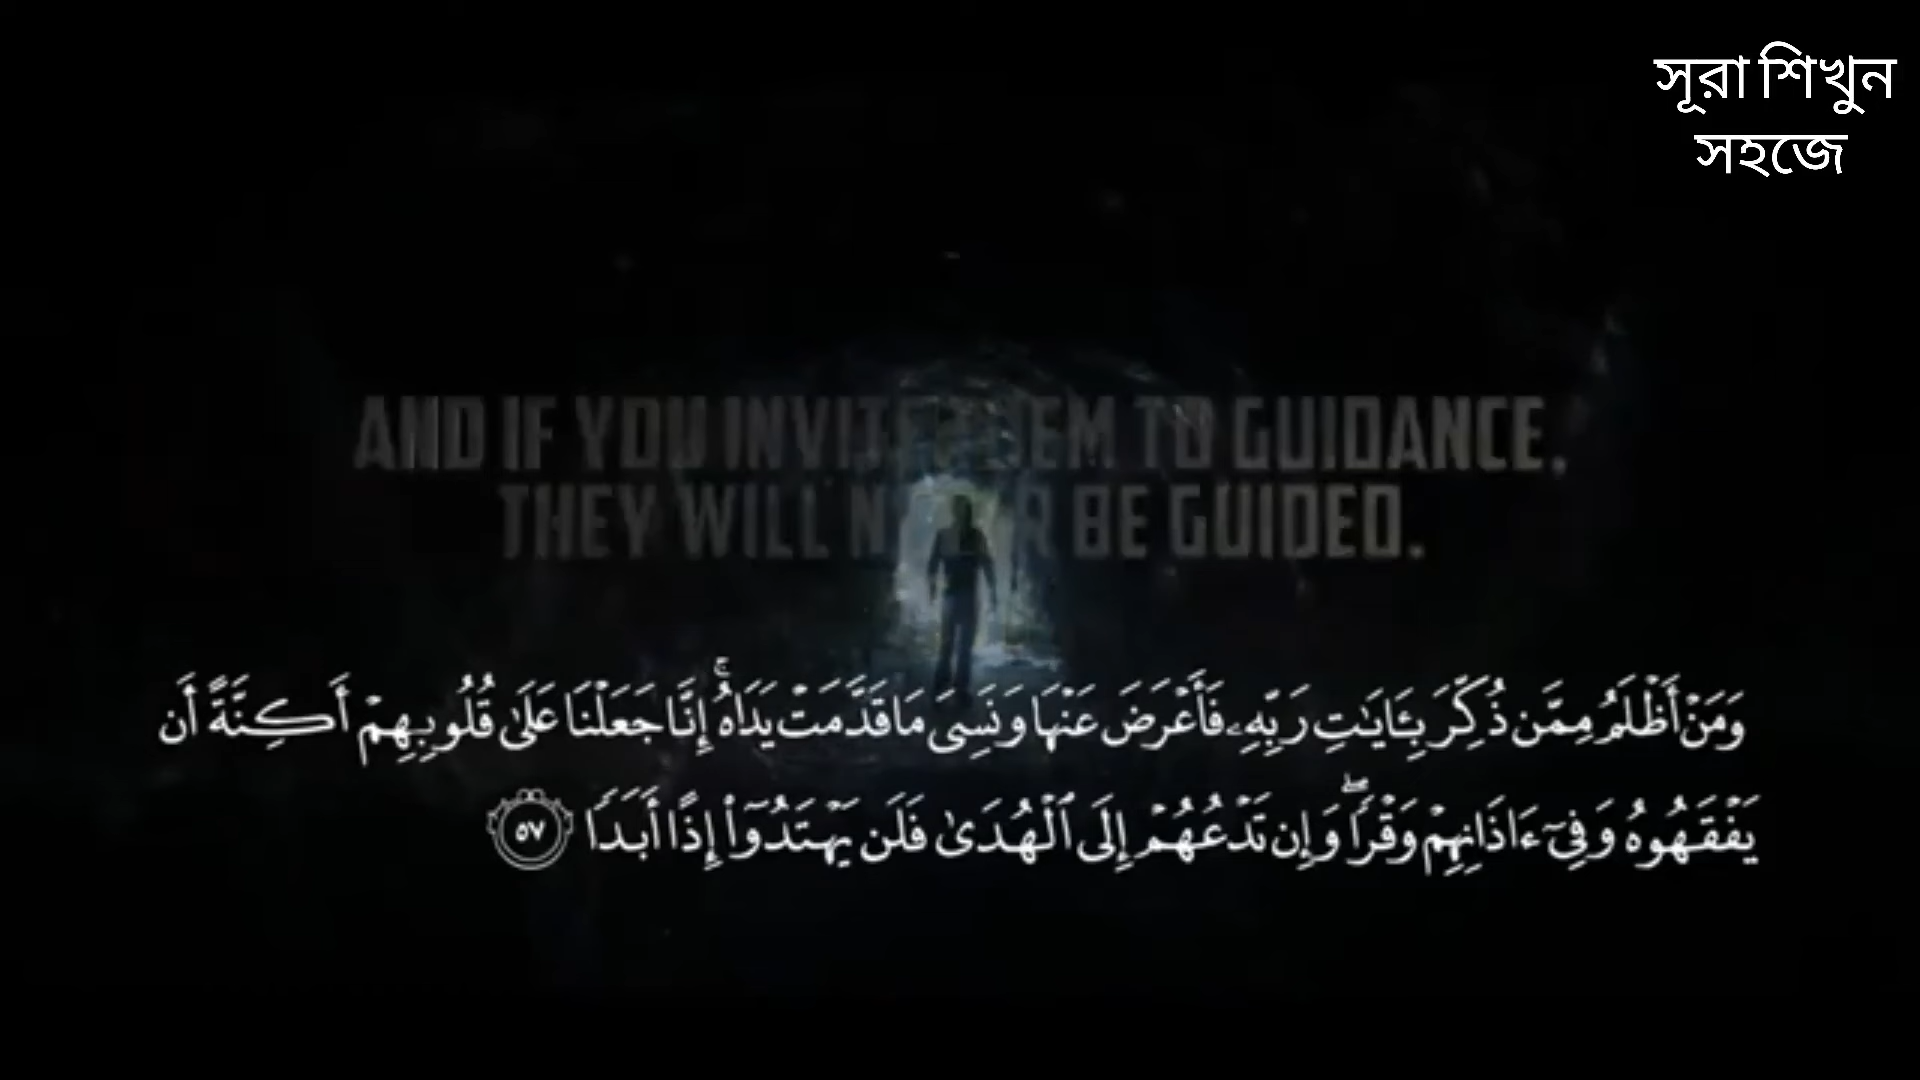 সূরা শিখুন
সহজে
AND IF YOU INVITE THEM TO GUIDANCE,
THEY WILL NEVER BE GUIDED.
وَمَنْ أَظْلَمُ مِمَّن ذُكِّرَ بِـَٔايَـٰتِ رَبِّهِۦ فَأَعْرَضَ عَنْهَا وَنَسِىَ مَا قَدَّمَتْ يَدَاهُ ۚ إِنَّا جَعَلْنَا عَلَىٰ قُلُوبِهِمْ أَكِنَّةً أَن
يَفْقَهُوهُ وَفِىٓ ءَاذَانِهِمْ وَقْرًا ۖ وَإِن تَدْعُهُمْ إِلَى ٱلْهُدَىٰ فَلَن يَهْتَدُوٓا۟ إِذًا أَبَدًا ٥٧